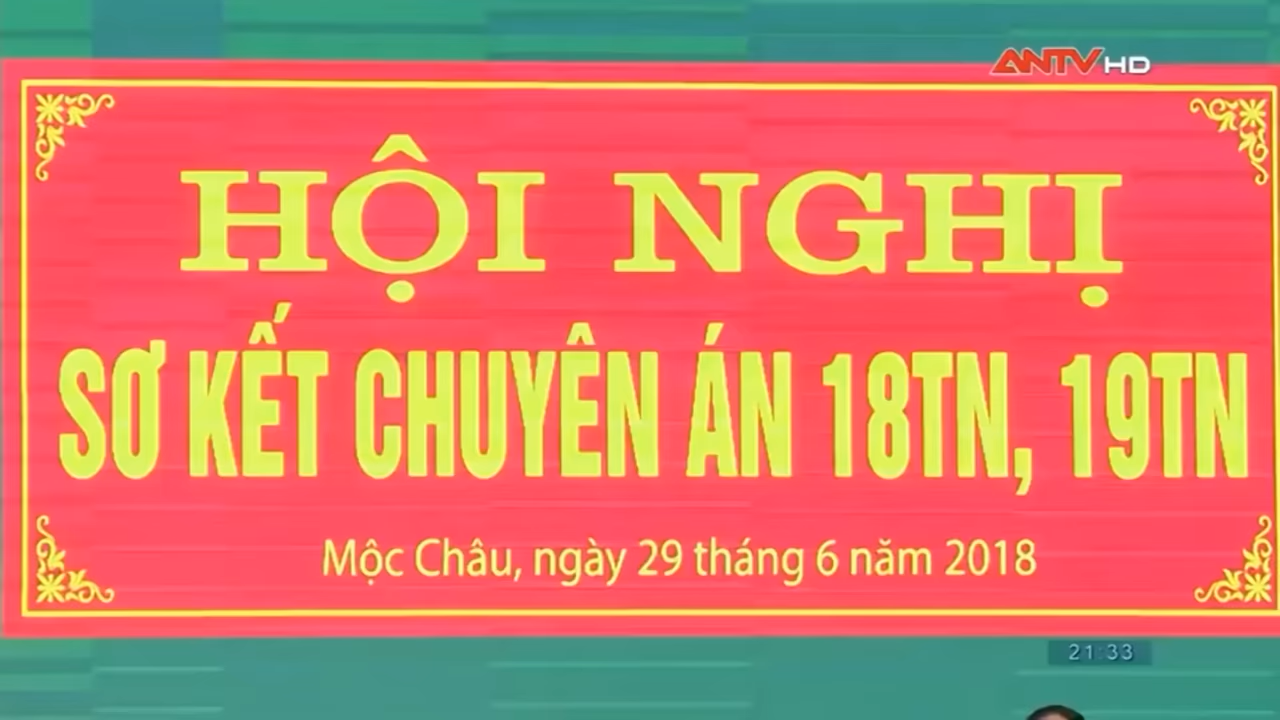 ANTV HD
HỘI NGHỊ
SƠ KẾT CHUYÊN ÁN 18TN, 19TN
Mộc Châu, ngày 29 tháng 6 năm 2018
21:33